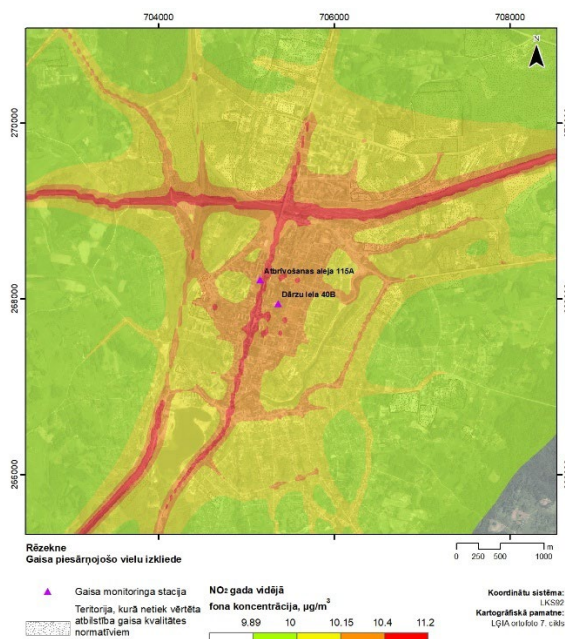 704000 706000 708000
N
270000
Atbrīvošanas aleja 115A
268000
Dārzu iela 40B
266000
Rēzekne
Gaisa piesārņojošo vielu izkliede
0 250 500 1000
m
Gaisa monitoringa stacija
Teritorija, kurā netiek vērtēta
atbilstība gaisa kvalitātes
normatīviem
NO₂ gada vidējā
fona koncentrācija, µg/m³
9.89 10 10.15 10.4 11.2
Koordinātu sistēma:
LKS92
Kartogrāfiskā pamatne:
LĢIA ortofoto 7. cikls